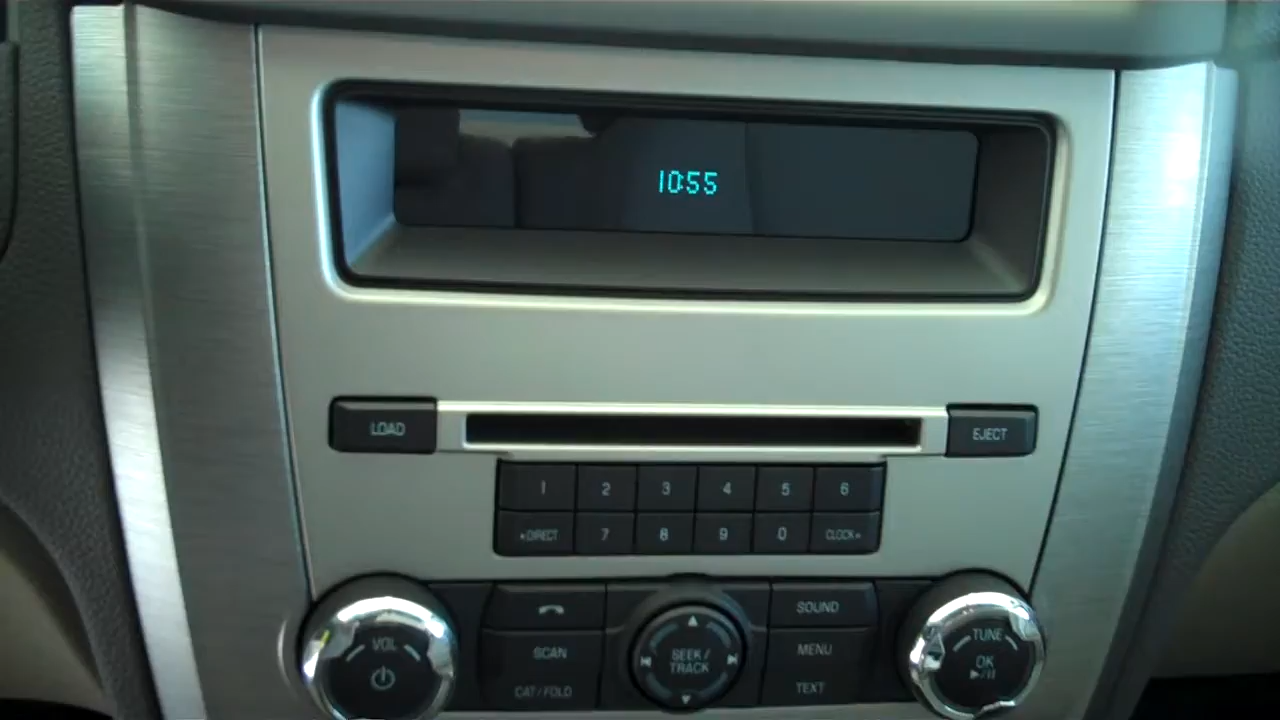 10:55
LOAD
EJECT
1 2 3 4 5 6
◂DIRECT 7 8 9 0 CLOCK▸
SOUND
VOL
SCAN
SEEK/
TRACK
MENU
TUNE
OK
▶/II
CAT/FOLD
TEXT